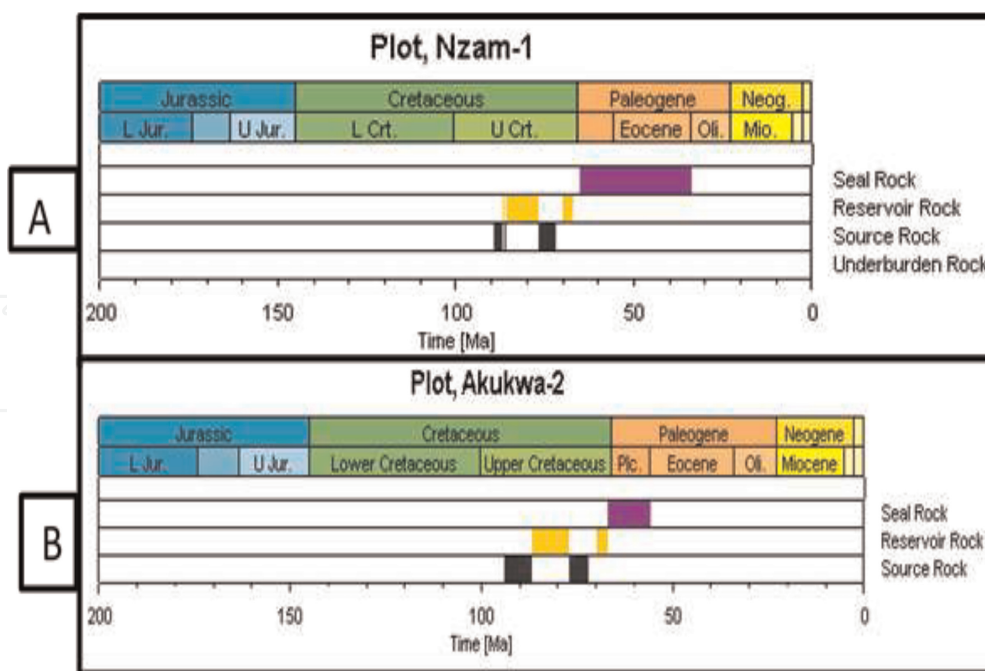 Plot, Nzam-1
Jurassic Cretaceous Paleogene Neog.
L Jur. U Jur. L Crt. U Crt. Eocene Oli. Mio.
A
Seal Rock
Reservoir Rock
Source Rock
Underburden Rock
200 150 100 50 0
Time [Ma]
Plot, Akukwa-2
Jurassic Cretaceous Paleogene Neogene
L Jur. U Jur. Lower Cretaceous Upper Cretaceous Plc. Eocene Oli. Miocene
B
Seal Rock
Reservoir Rock
Source Rock
200 150 100 50 0
Time [Ma]